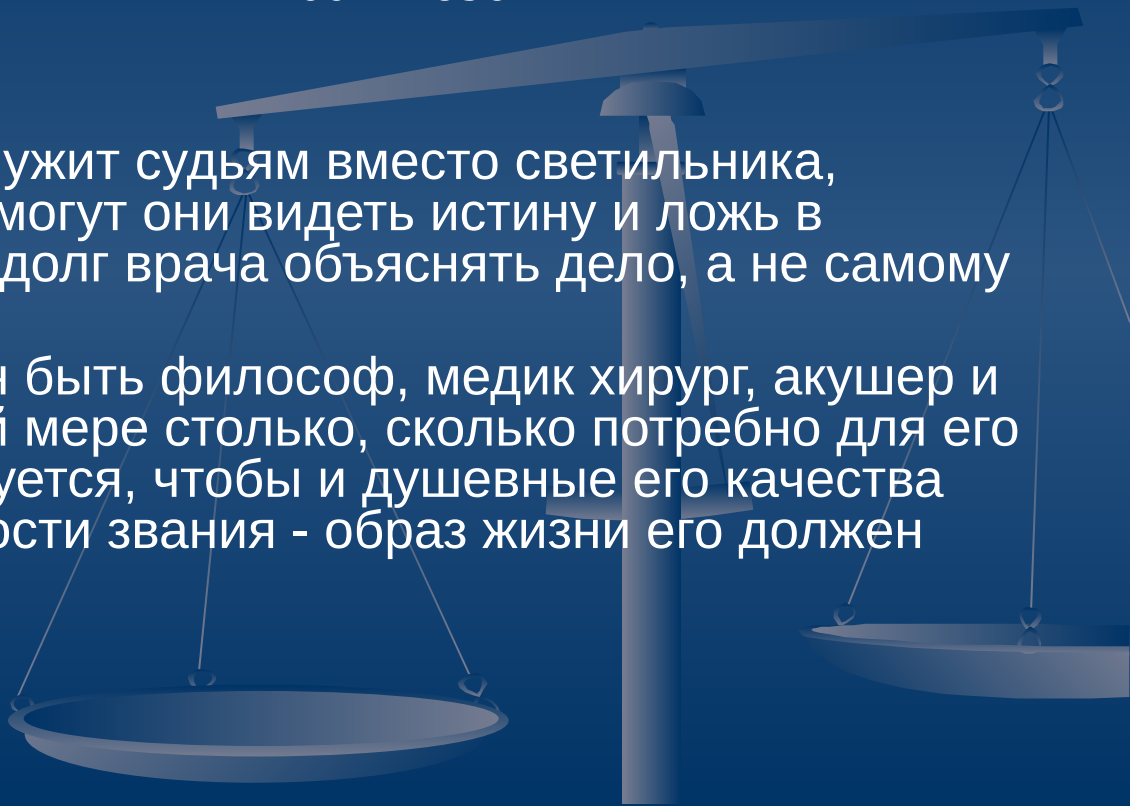 ужит судьям вместо светильника,
могут они видеть истину и ложь в
долг врача объяснять дело, а не самому
быть философ, медик хирург, акушер и
й мере столько, сколько потребно для его
уется, чтобы и душевные его качества
ости звания - образ жизни его должен